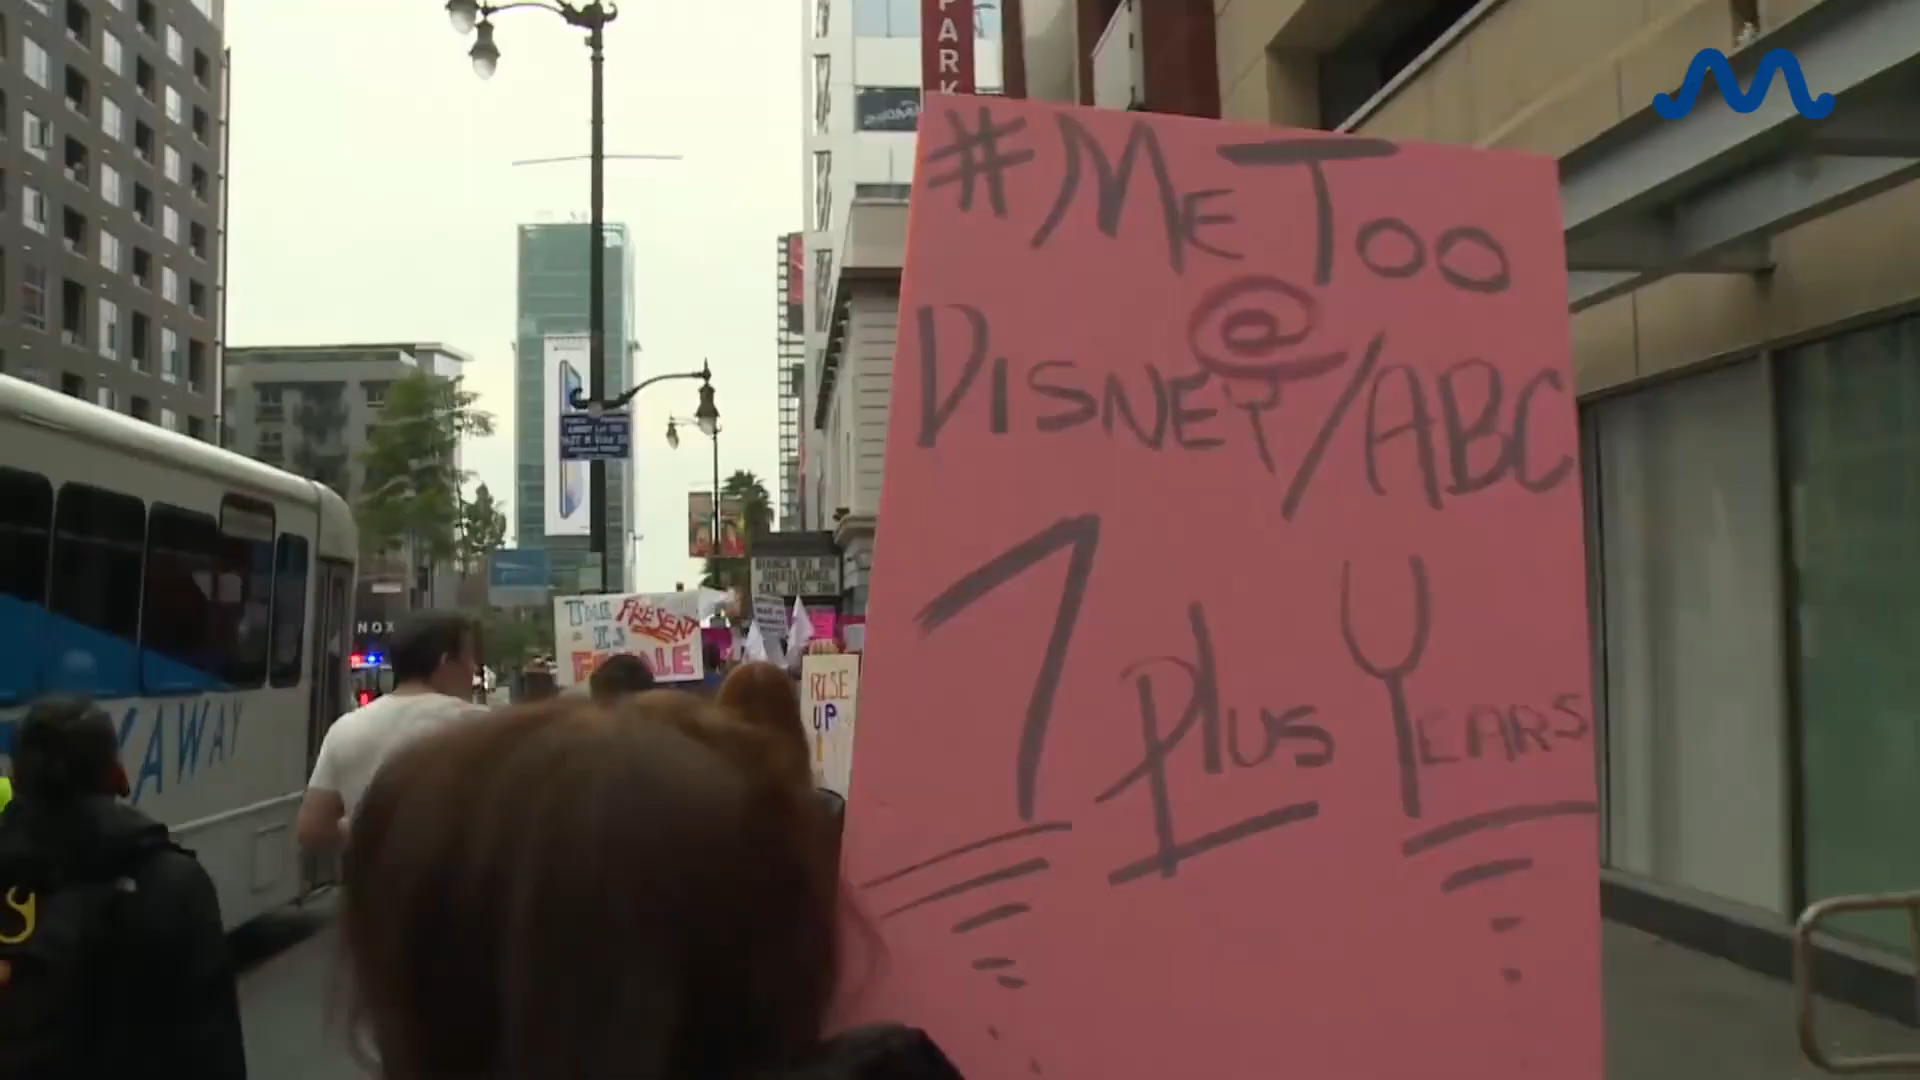 PARK
#MeToo
@
DISNEY/ABC
7 Plus Years
THE PRESENT
IS
FEMALE
RISE
UP
AWAY
NOX